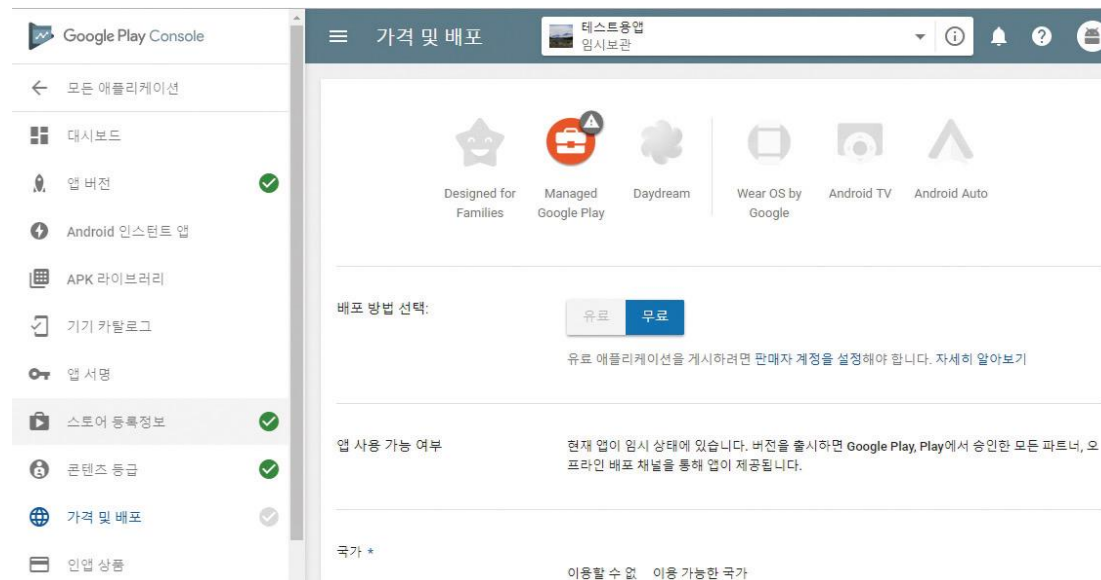 Google Play Console
모든 애플리케이션
대시보드
앱 버전
Android 인스턴트 앱
APK 라이브러리
기기 카탈로그
앱 서명
스토어 등록정보
콘텐츠 등급
가격 및 배포
인앱 상품
가격 및 배포
테스트용앱
임시보관
Designed for
Families
Managed
Google Play
Daydream
Wear OS by
Google
Android TV
Android Auto
배포 방법 선택:
유료
무료
유료 애플리케이션을 게시하려면 판매자 계정을 설정해야 합니다. 자세히 알아보기
앱 사용 가능 여부
현재 앱이 임시 상태에 있습니다. 버전을 출시하면 Google Play, Play에서 승인한 모든 파트너, 오
프라인 배포 채널을 통해 앱이 제공됩니다.
국가 *
이용할 수 없 이용 가능한 국가